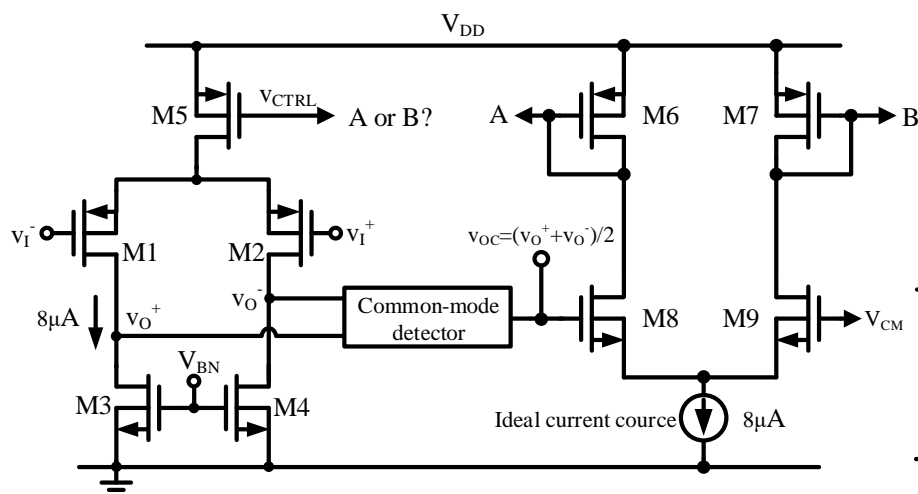 V_DD
M5
v_CTRL
A or B?
A
M6
M7
B
v_I^-
M1
M2
v_I^+
v_OC=(v_O^++v_O^-)/2
8μA
v_O^+
v_O^-
Common-mode
detector
M8
M9
V_CM
V_BN
M3
M4
Ideal current cource
8μA